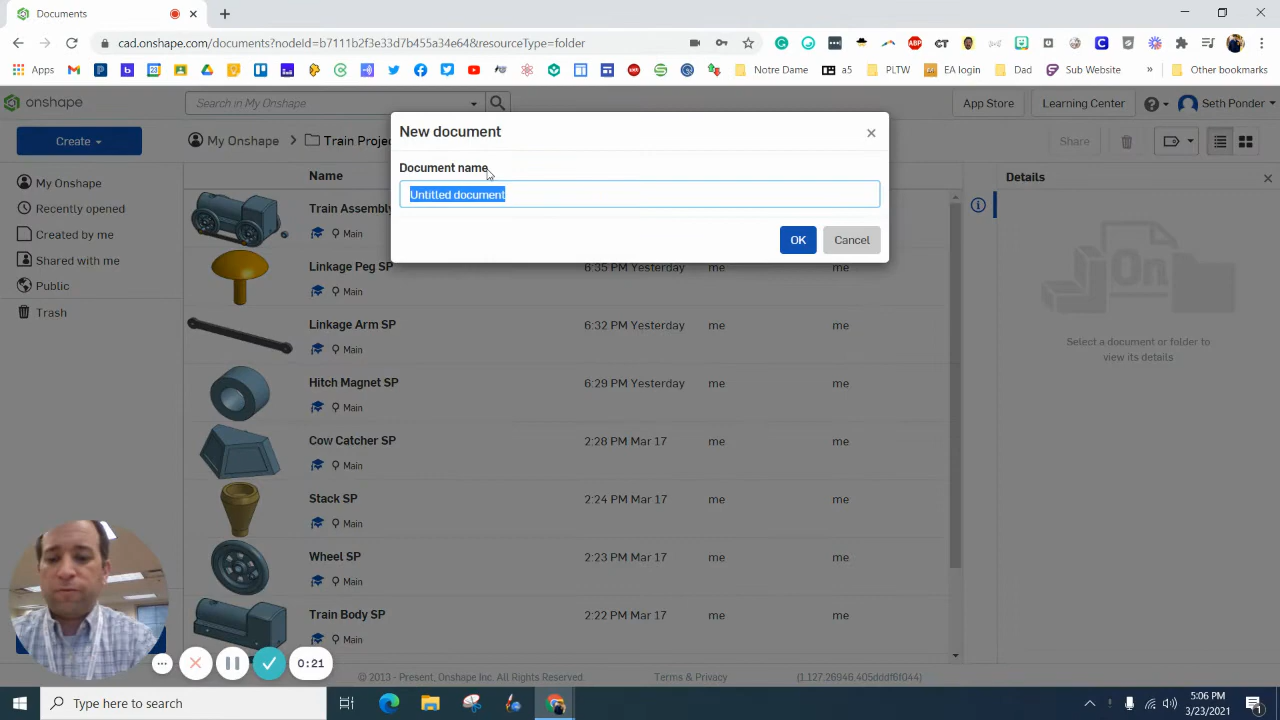 Documents
cad.onshape.com/documents?nodeId=b7111b2f3e33d7b455a34c64&resourceType=folder
Apps
Notre Dame
a5
PLTW
EA login
Dad
Sub Website
»
Other bookmarks
onshape
Search in My Onshape
App Store
Learning Center
Seth Ponder
Create
My Onshape
Train Projec
Share
New document
Document name
Untitled document
OK
Cancel
My Onshape
Recently opened
Created by me
Shared with me
Public
Trash
Name
Train Assembly
Main
Linkage Peg SP
6:35 PM Yesterday
me
me
Main
Linkage Arm SP
6:32 PM Yesterday
me
me
Main
Hitch Magnet SP
6:29 PM Yesterday
me
me
Main
Cow Catcher SP
2:28 PM Mar 17
me
me
Main
Stack SP
2:24 PM Mar 17
me
me
Main
Wheel SP
2:23 PM Mar 17
me
me
Main
Train Body SP
2:22 PM Mar 17
me
me
Main
Details
On
Select a document or folder to
view its details
0:21
© 2013 - Present, Onshape Inc. All Rights Reserved.
Terms & Privacy
(1.127.26946.405dddf6f044)
Type here to search
5:06 PM
3/23/2021